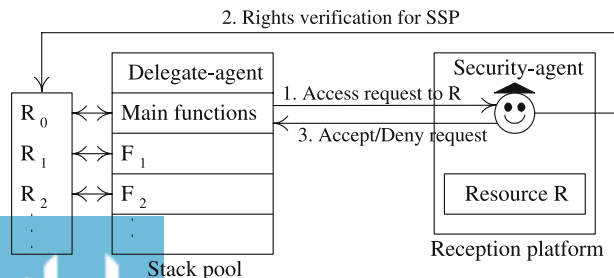 2. Rights verification for SSP
Delegate-agent
Security-agent
R0
Main functions
1. Access request to R
3. Accept/Deny request
R1
F1
R2
F2
Resource R
Stack pool
Reception platform